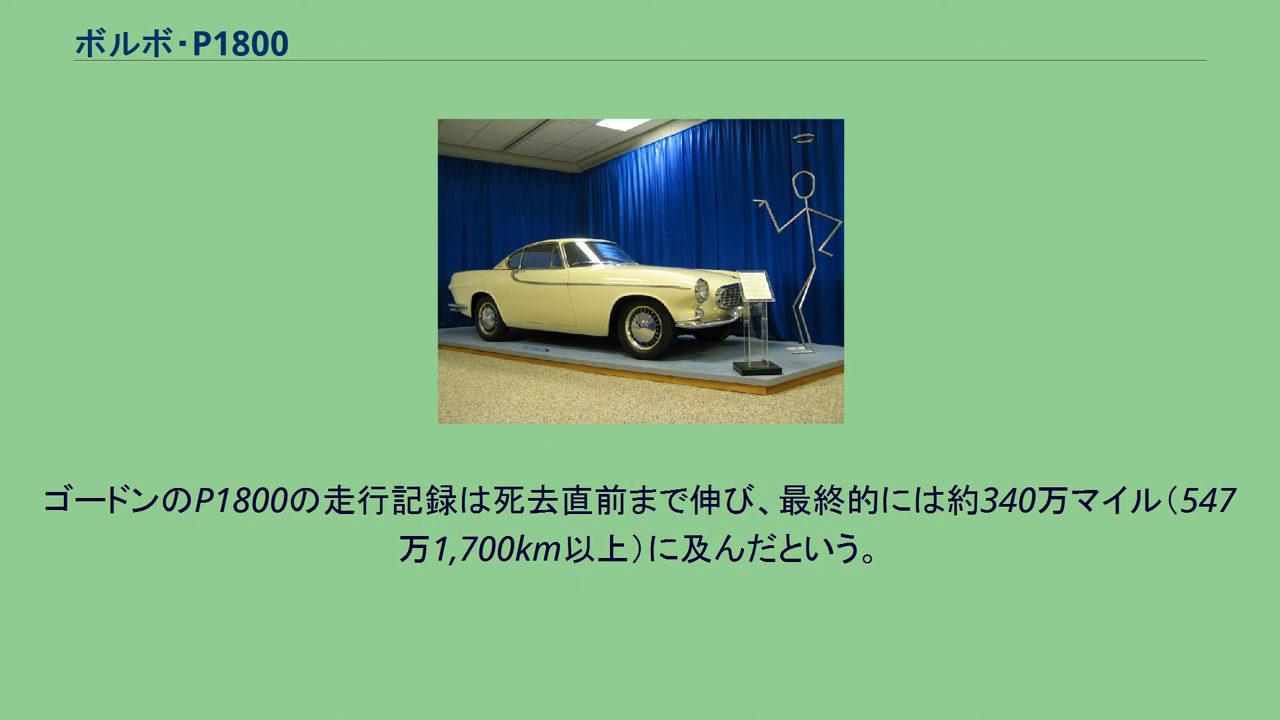 ボルボ・P1800
ゴードンのP1800の走行記録は死去直前まで伸び、最終的には約340万マイル（547
万1,700km以上）に及んだという。